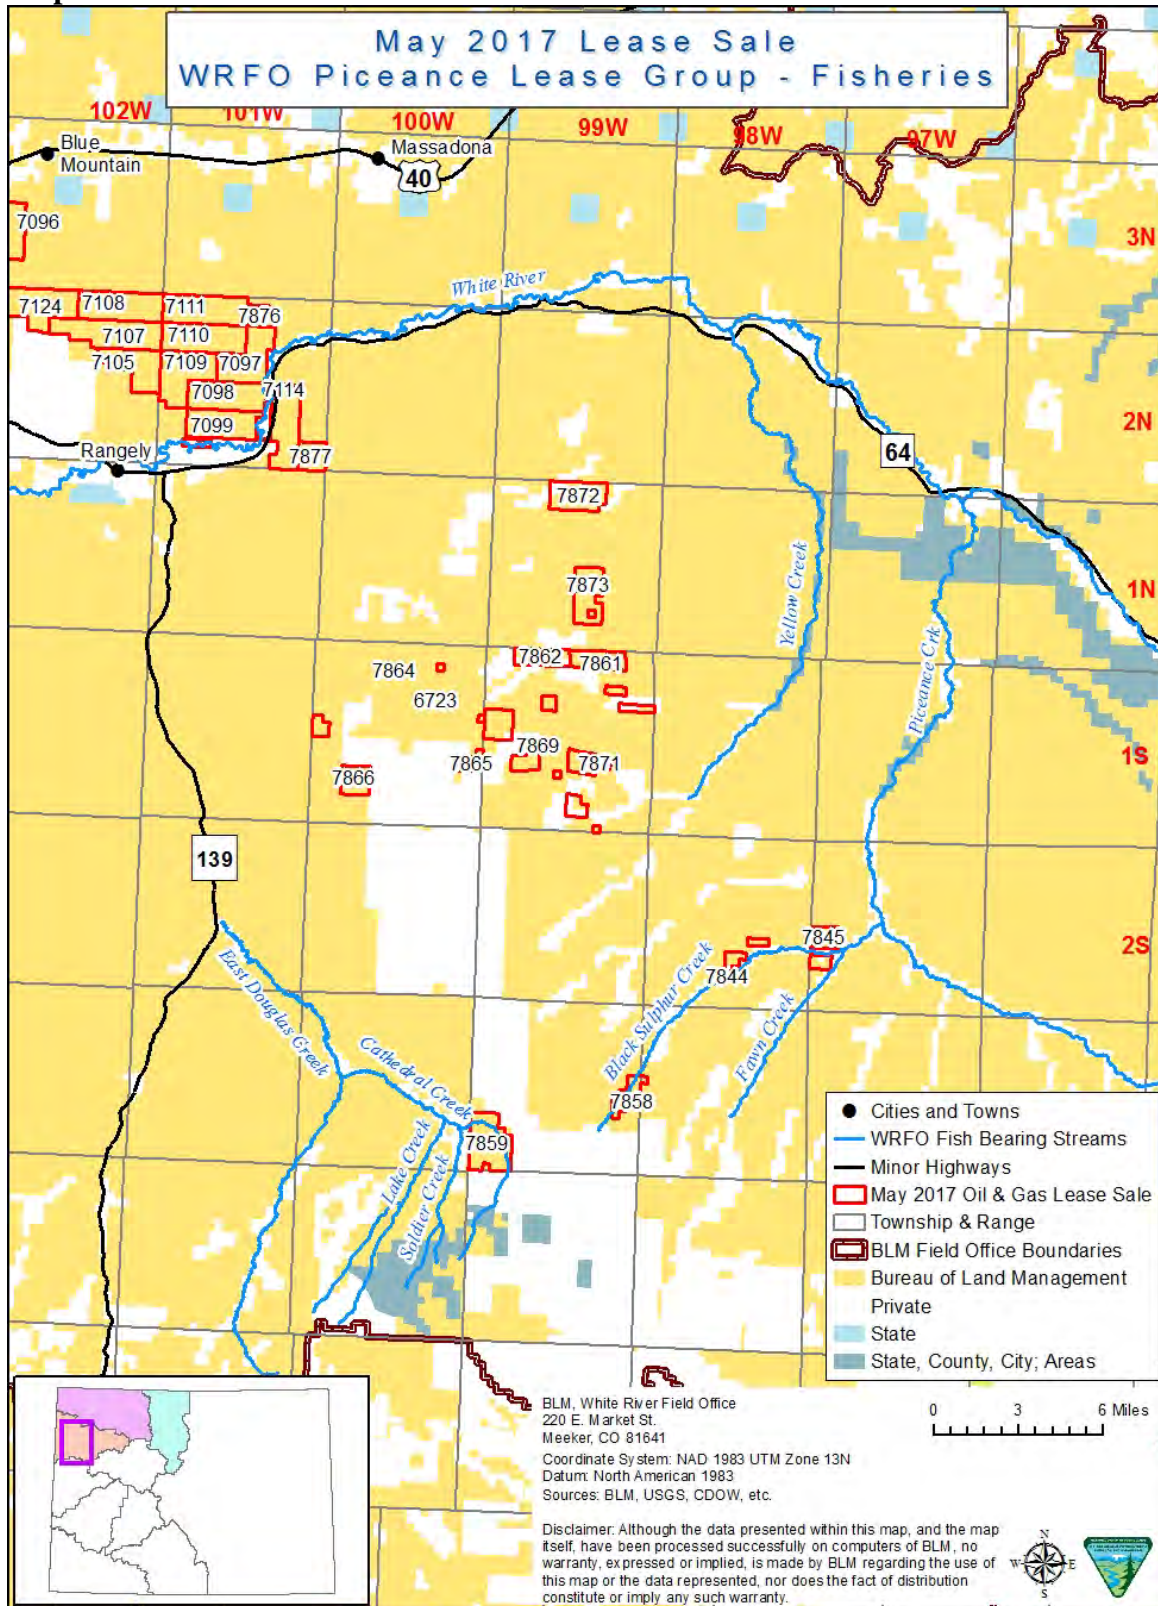 May 2017 Lease Sale
WRFO Piceance Lease Group - Fisheries
102W
101W
100W
99W
98W
97W
Blue
Mountain
Massadona
40
7096
3N
White River
7124
7108
7111
7876
7107
7110
7105
7109
7097
7098
7114
7099
2N
Rangely
7877
64
7872
7873
1N
Yellow Creek
Piceance Crk
7862
7861
7864
6723
7869
7865
7871
7866
1S
139
7845
7844
2S
East Douglas Creek
Cathedral Creek
Black Sulphur Creek
Fawn Creek
7858
7859
Lake Creek
Soldier Creek
Cities and Towns
WRFO Fish Bearing Streams
Minor Highways
May 2017 Oil & Gas Lease Sale
Township & Range
BLM Field Office Boundaries
Bureau of Land Management
Private
State
State, County, City; Areas
BLM, White River Field Office
220 E. Market St.
Meeker, CO 81641
Coordinate System: NAD 1983 UTM Zone 13N
Datum: North American 1983
Sources: BLM, USGS, CDOW, etc.
0 3 6 Miles
Disclaimer: Although the data presented within this map, and the map
itself, have been processed successfully on computers of BLM, no
warranty, expressed or implied, is made by BLM regarding the use of
this map or the data represented, nor does the fact of distribution
constitute or imply any such warranty.
N
W E
S